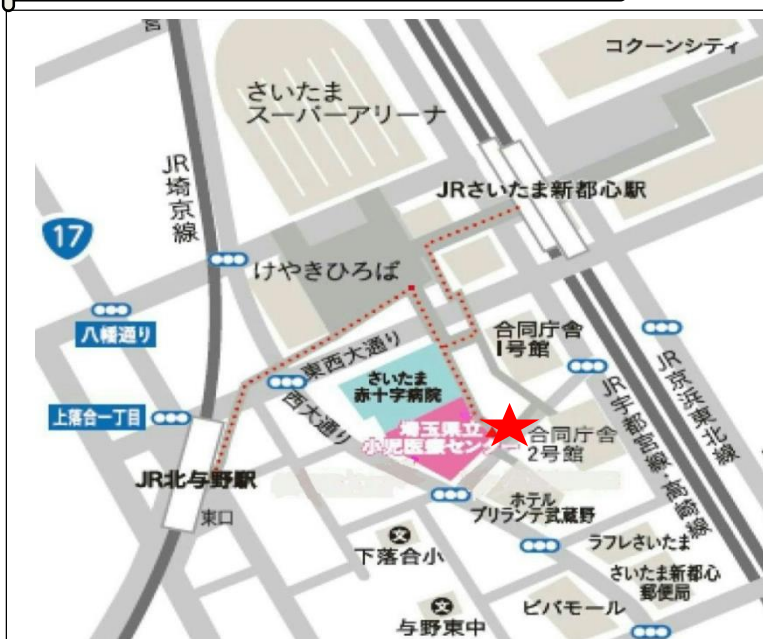 コクーンシティ
さいたま
スーパーアリーナ
JR埼京線
JRさいたま新都心駅
17
けやきひろば
八幡通り
東西大通り
合同庁舎
1号館
さいたま
赤十字病院
西大通り
上落合一丁目
埼玉県立
小児医療センター
合同庁舎
2号館
JR京浜東北線
JR宇都宮線・高崎線
JR北与野駅
東口
ホテル
ブリランテ武蔵野
文
下落合小
ラフレさいたま
さいたま新都心
郵便局
文
与野東中
ビバモール